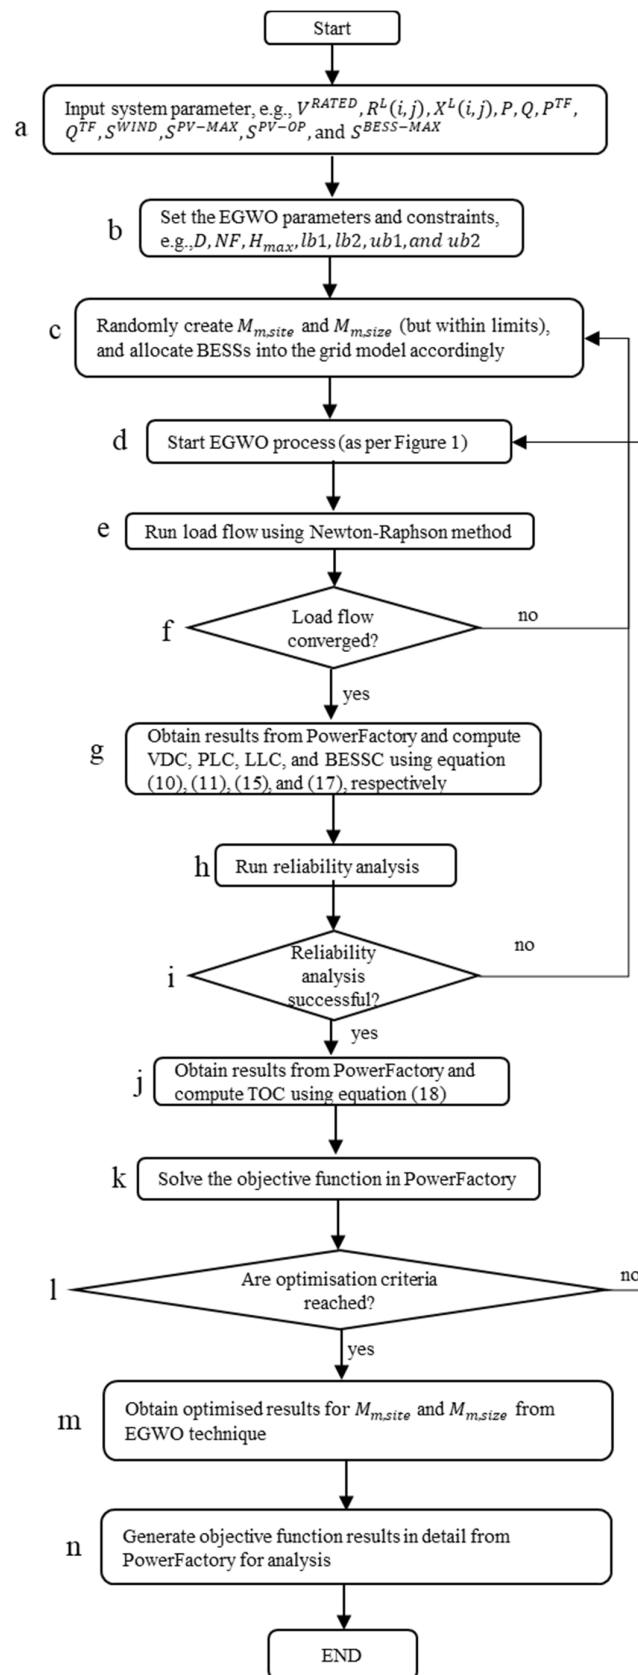 Start
a
Input system parameter, e.g., V^RATED, R^L(i,j), X^L(i,j), P, Q, P^TF,
Q^TF, S^WIND, S^PV-MAX, S^PV-OP, and S^BESS-MAX
b
Set the EGWO parameters and constraints,
e.g.,D, NF, H_max, lb1, lb2, ub1, and ub2
c
Randomly create M_m,site and M_m,size (but within limits),
and allocate BESSs into the grid model accordingly
d
Start EGWO process (as per Figure 1)
e
Run load flow using Newton-Raphson method
f
Load flow
converged?
no
yes
g
Obtain results from PowerFactory and compute
VDC, PLC, LLC, and BESSC using equation
(10), (11), (15), and (17), respectively
h
Run reliability analysis
i
Reliability
analysis
successful?
no
yes
j
Obtain results from PowerFactory and
compute TOC using equation (18)
k
Solve the objective function in PowerFactory
l
Are optimisation criteria
reached?
no
yes
m
Obtain optimised results for M_m,site and M_m,size from
EGWO technique
n
Generate objective function results in detail from
PowerFactory for analysis
END